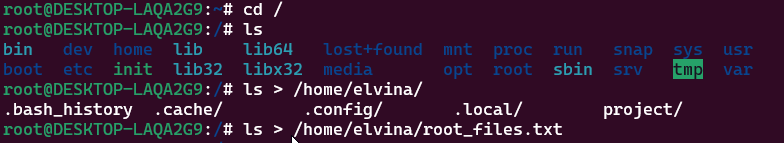 root@DESKTOP-LAQA2G9:~# cd /
root@DESKTOP-LAQA2G9:/# ls
bin   dev  home  lib    lib64   lost+found  mnt  proc  run   snap  sys  usr
boot  etc  init  lib32  libx32  media       opt  root  sbin  srv   tmp  var
root@DESKTOP-LAQA2G9:/# ls > /home/elvina/
.bash_history  .cache/        .config/       .local/        project/
root@DESKTOP-LAQA2G9:/# ls > /home/elvina/root_files.txt